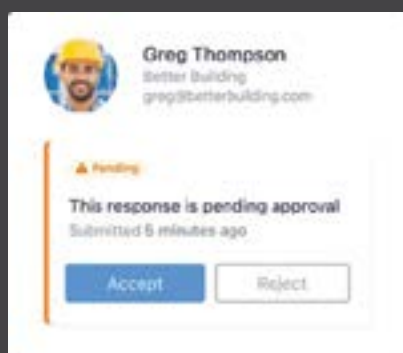 Greg Thompson
Better Building
greg@betterbuilding.com
Pending
This response is pending approval
Submitted 5 minutes ago
Accept
Reject